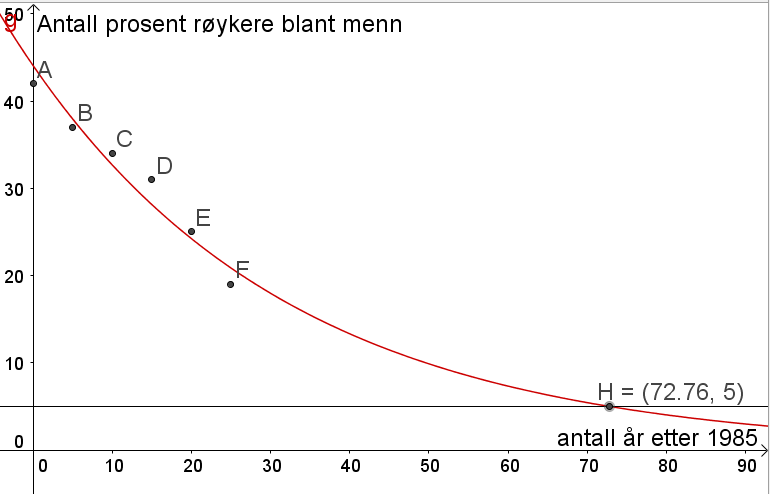 50
g
Antall prosent røykere blant menn
A
B
40
C
D
30
E
F
20
10
H = (72.76, 5)
0
antall år etter 1985
0 10 20 30 40 50 60 70 80 90